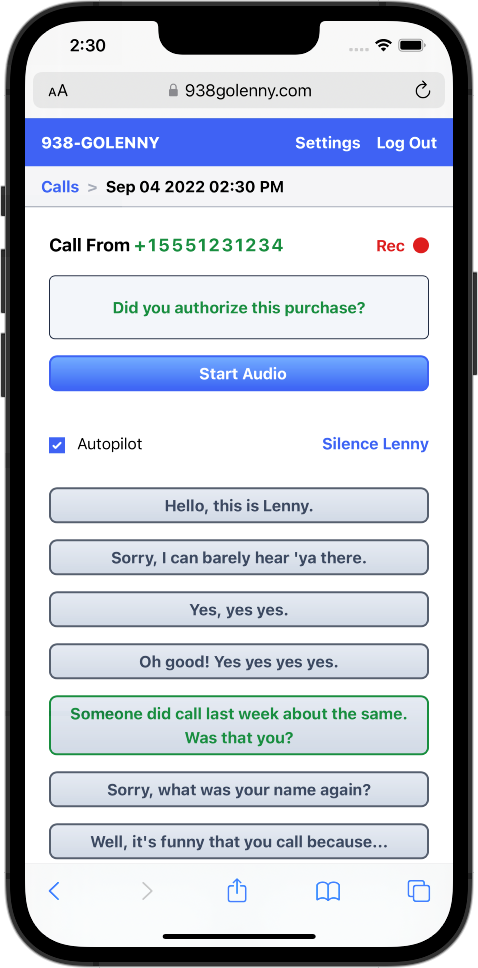 2:30
AA 938golenny.com
938-GOLENNY Settings Log Out
Calls > Sep 04 2022 02:30 PM
Call From +15551231234 Rec
Did you authorize this purchase?
Start Audio
Autopilot Silence Lenny
Hello, this is Lenny.
Sorry, I can barely hear 'ya there.
Yes, yes yes.
Oh good! Yes yes yes yes.
Someone did call last week about the same.
Was that you?
Sorry, what was your name again?
Well, it's funny that you call because...